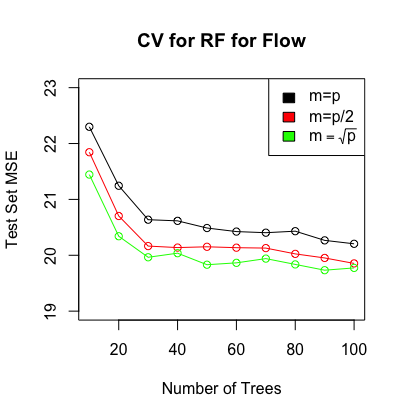 CV for RF for Flow
m=p
m=p/2
m = √p
Test Set MSE
23
22
21
20
19
20 40 60 80 100
Number of Trees